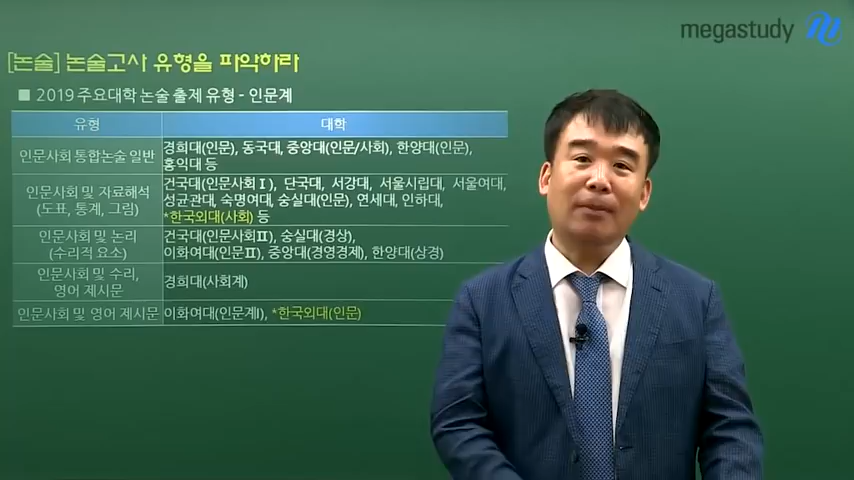 megastudy
[논술] 논술고사 유형을 파악하라
■ 2019 주요대학 논술 출제 유형 - 인문계
유형 대학
인문사회 통합논술 일반 경희대(인문), 동국대, 중앙대(인문/사회), 한양대(인문),
홍익대 등
인문사회 및 자료해석 건국대(인문사회Ⅰ), 단국대, 서강대, 서울시립대, 서울여대,
(도표, 통계, 그림) 성균관대, 숙명여대, 숭실대(인문), 연세대, 인하대,
*한국외대(사회) 등
인문사회 및 논리 건국대(인문사회Ⅱ), 숭실대(경상),
(수리적 요소) 이화여대(인문Ⅱ), 중앙대(경영경제), 한양대(상경)
인문사회 및 수리, 경희대(사회계)
영어 제시문
인문사회 및 영어 제시문 이화여대(인문계Ⅰ), *한국외대(인문)